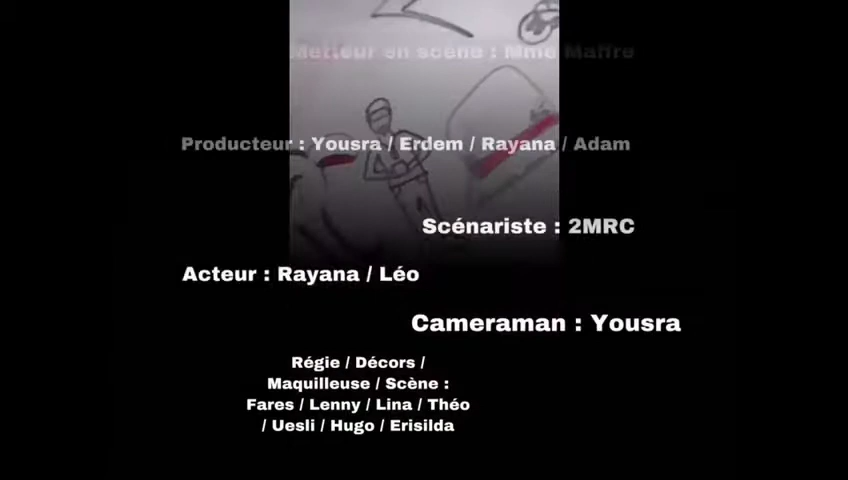 Metteur en scène : Mme Maffre
Producteur : Yousra / Erdem / Rayana / Adam
Scénariste : 2MRC
Acteur : Rayana / Léo
Cameraman : Yousra
Régie / Décors /
Maquilleuse / Scène :
Fares / Lenny / Lina / Théo
/ Uesli / Hugo / Erisilda